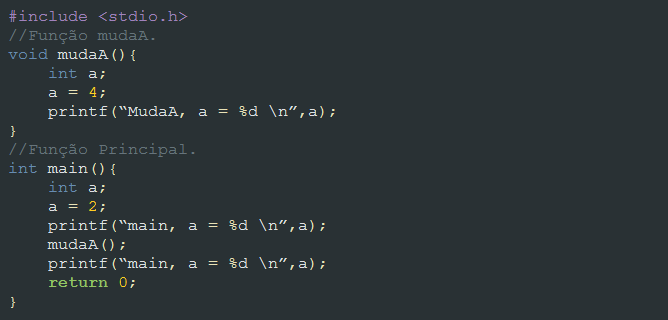 #include <stdio.h>
//Função mudaA.
void mudaA(){
    int a;
    a = 4;
    printf(“MudaA, a = %d \n”,a);
}
//Função Principal.
int main(){
    int a;
    a = 2;
    printf(“main, a = %d \n”,a);
    mudaA();
    printf(“main, a = %d \n”,a);
    return 0;
}